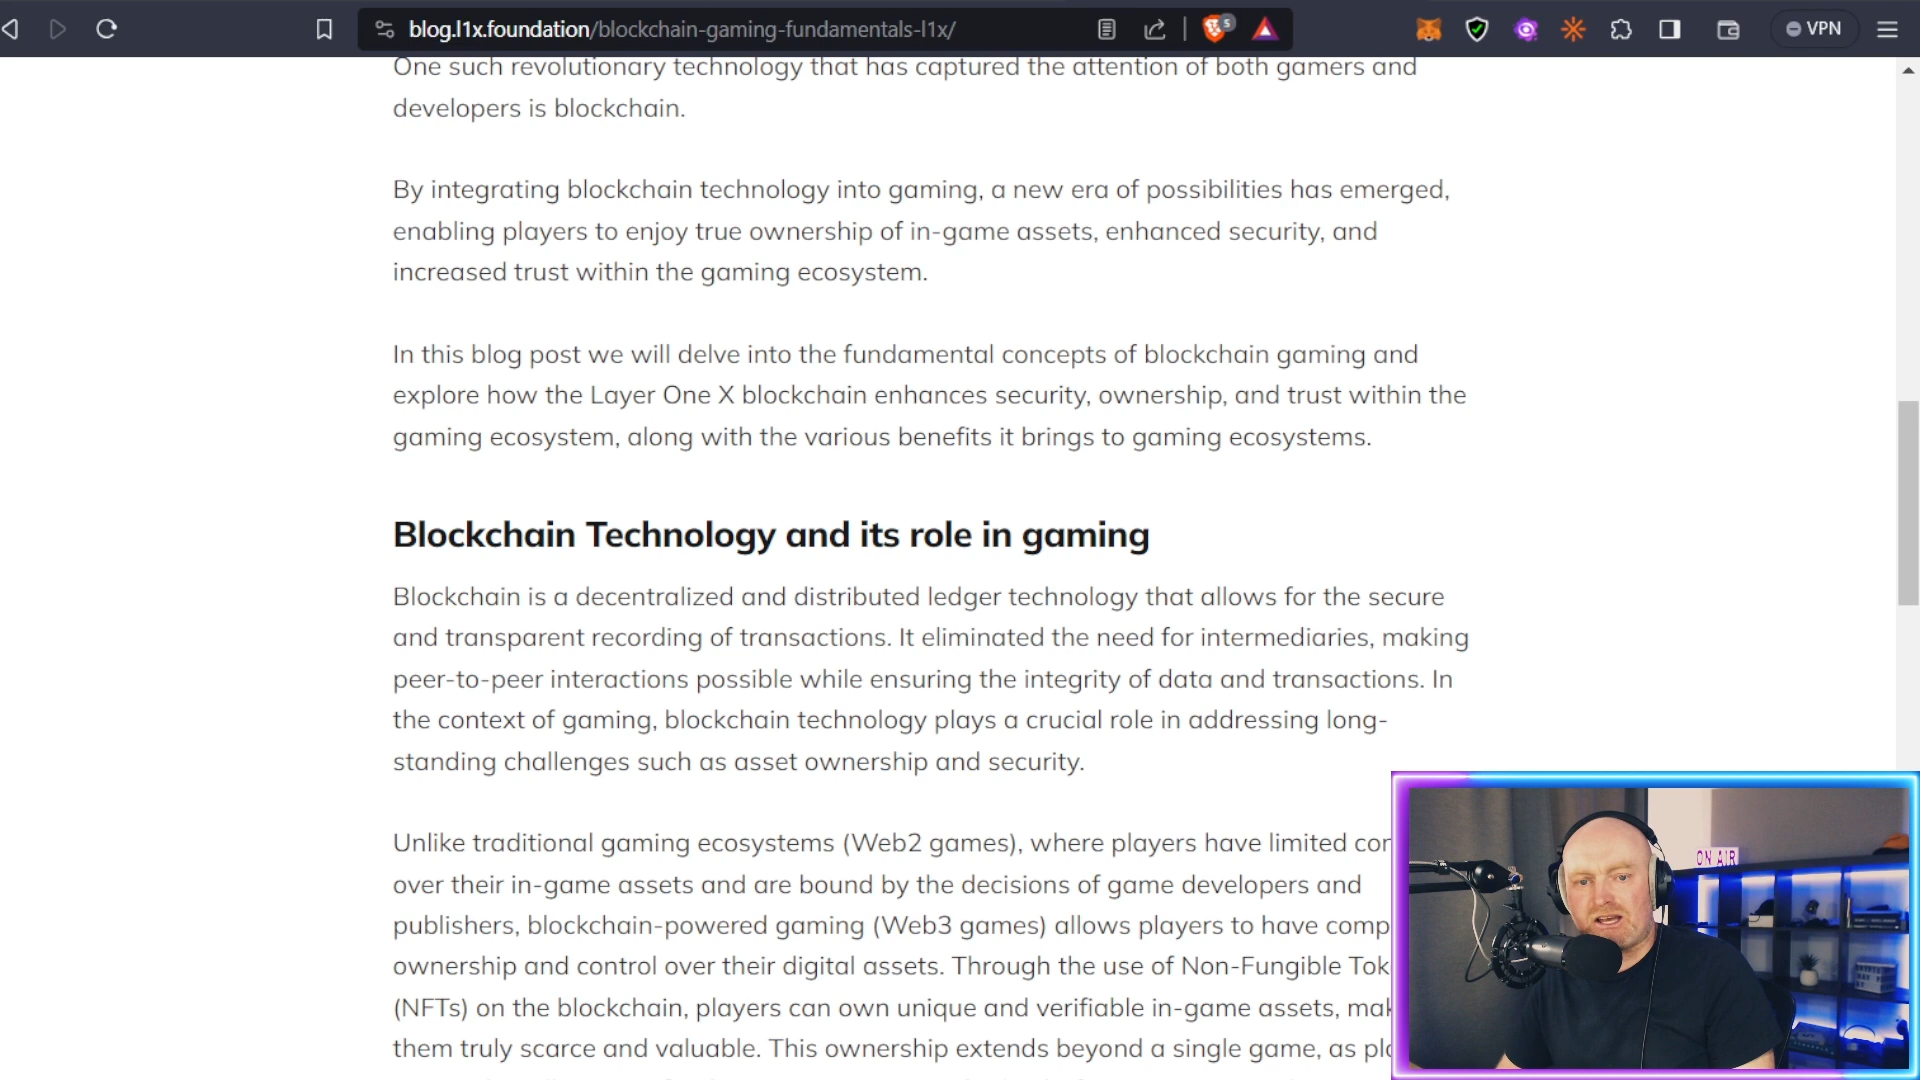 blog.l1x.foundation/blockchain-gaming-fundamentals-l1x/
5
VPN
One such revolutionary technology that has captured the attention of both gamers and
developers is blockchain.
By integrating blockchain technology into gaming, a new era of possibilities has emerged,
enabling players to enjoy true ownership of in-game assets, enhanced security, and
increased trust within the gaming ecosystem.
In this blog post we will delve into the fundamental concepts of blockchain gaming and
explore how the Layer One X blockchain enhances security, ownership, and trust within the
gaming ecosystem, along with the various benefits it brings to gaming ecosystems.
Blockchain Technology and its role in gaming
Blockchain is a decentralized and distributed ledger technology that allows for the secure
and transparent recording of transactions. It eliminated the need for intermediaries, making
peer-to-peer interactions possible while ensuring the integrity of data and transactions. In
the context of gaming, blockchain technology plays a crucial role in addressing long-
standing challenges such as asset ownership and security.
Unlike traditional gaming ecosystems (Web2 games), where players have limited con
over their in-game assets and are bound by the decisions of game developers and
publishers, blockchain-powered gaming (Web3 games) allows players to have comp
ownership and control over their digital assets. Through the use of Non-Fungible Tok
(NFTs) on the blockchain, players can own unique and verifiable in-game assets, mak
them truly scarce and valuable. This ownership extends beyond a single game, as pla
ON AIR